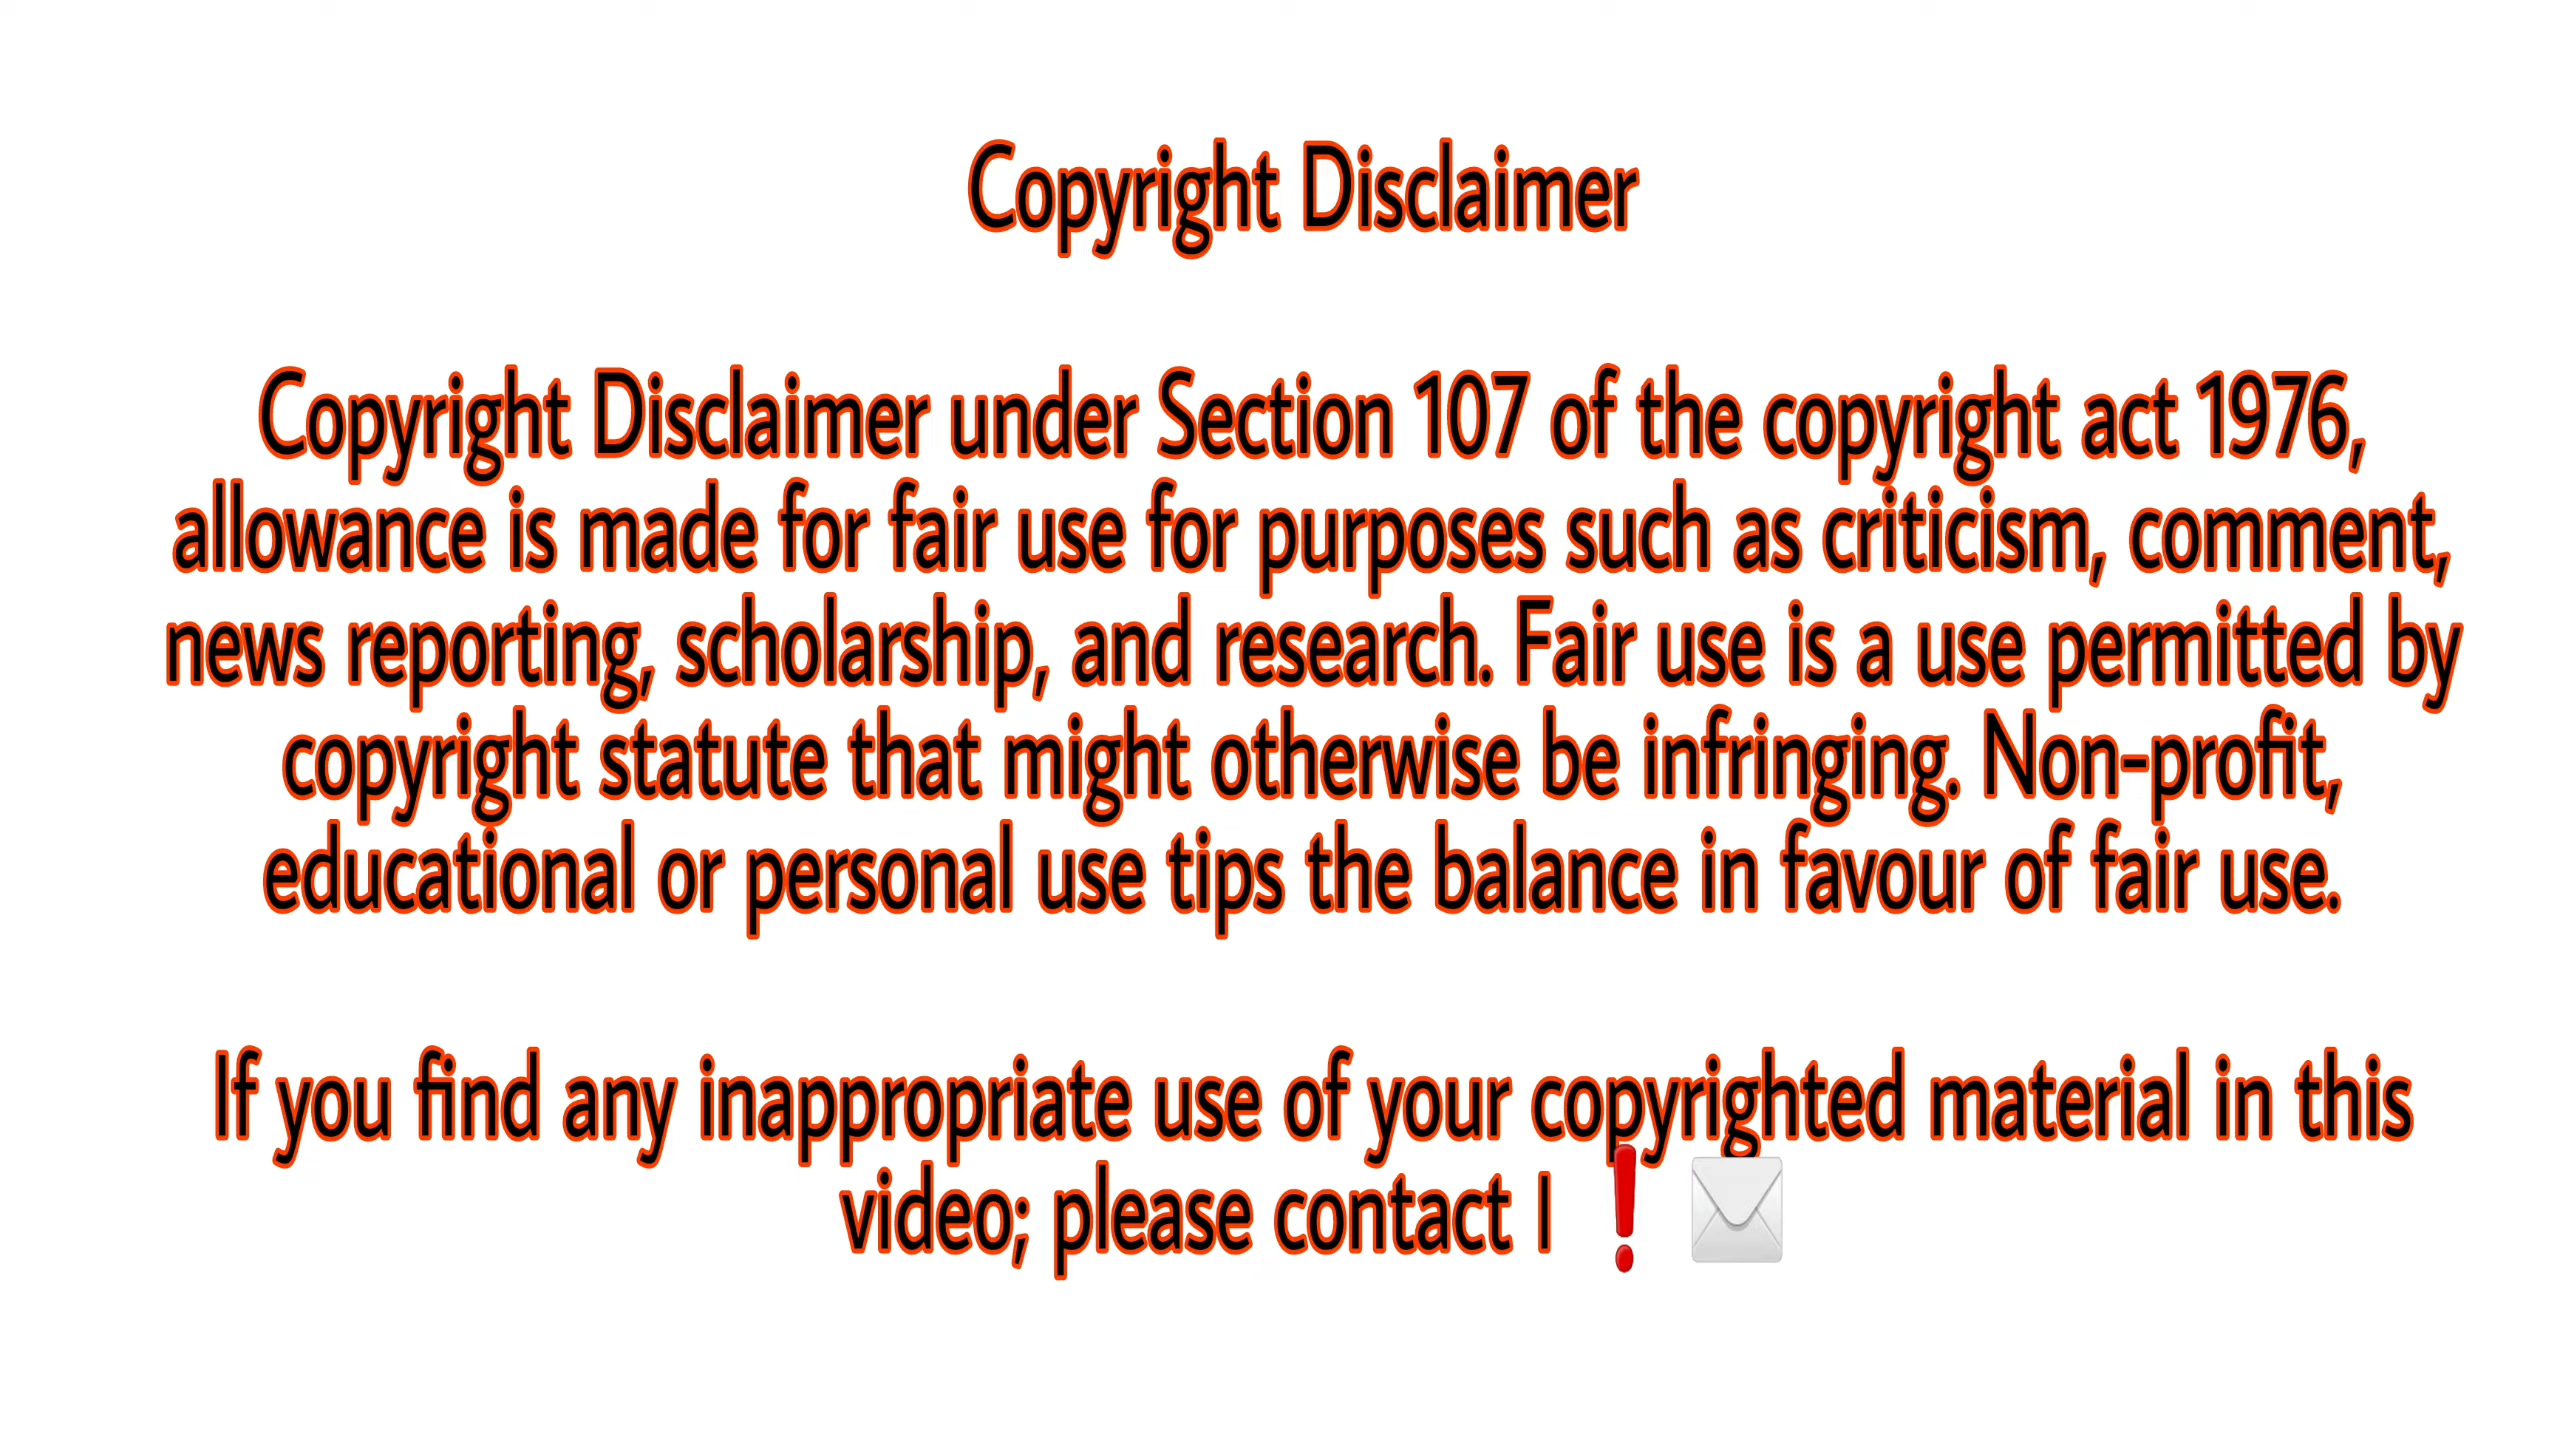 Copyright Disclaimer
Copyright Disclaimer under Section 107 of the copyright act 1976,
allowance is made for fair use for purposes such as criticism, comment,
news reporting, scholarship, and research. Fair use is a use permitted by
copyright statute that might otherwise be infringing. Non-profit,
educational or personal use tips the balance in favour of fair use.
If you find any inappropriate use of your copyrighted material in this
video; please contact I ❗✉